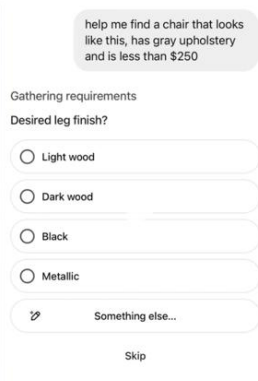 help me find a chair that looks
like this, has gray upholstery
and is less than $250
Gathering requirements
Desired leg finish?
Light wood
Dark wood
Black
Metallic
Something else...
Skip